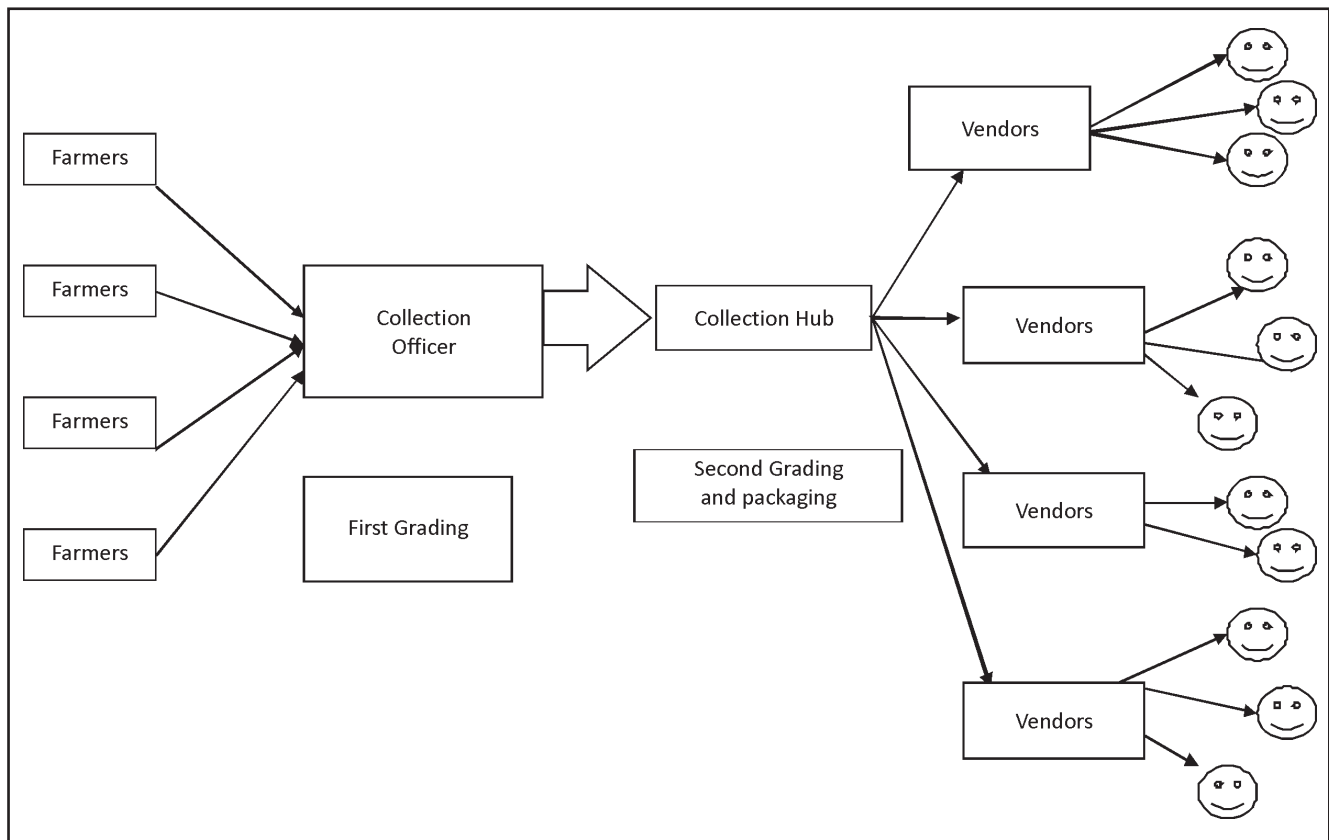 Farmers
Farmers
Farmers
Farmers
Collection
Officer
First Grading
Collection Hub
Second Grading
and packaging
Vendors
Vendors
Vendors
Vendors